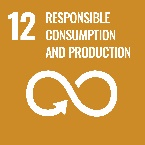 12 RESPONSIBLE
CONSUMPTION
AND PRODUCTION